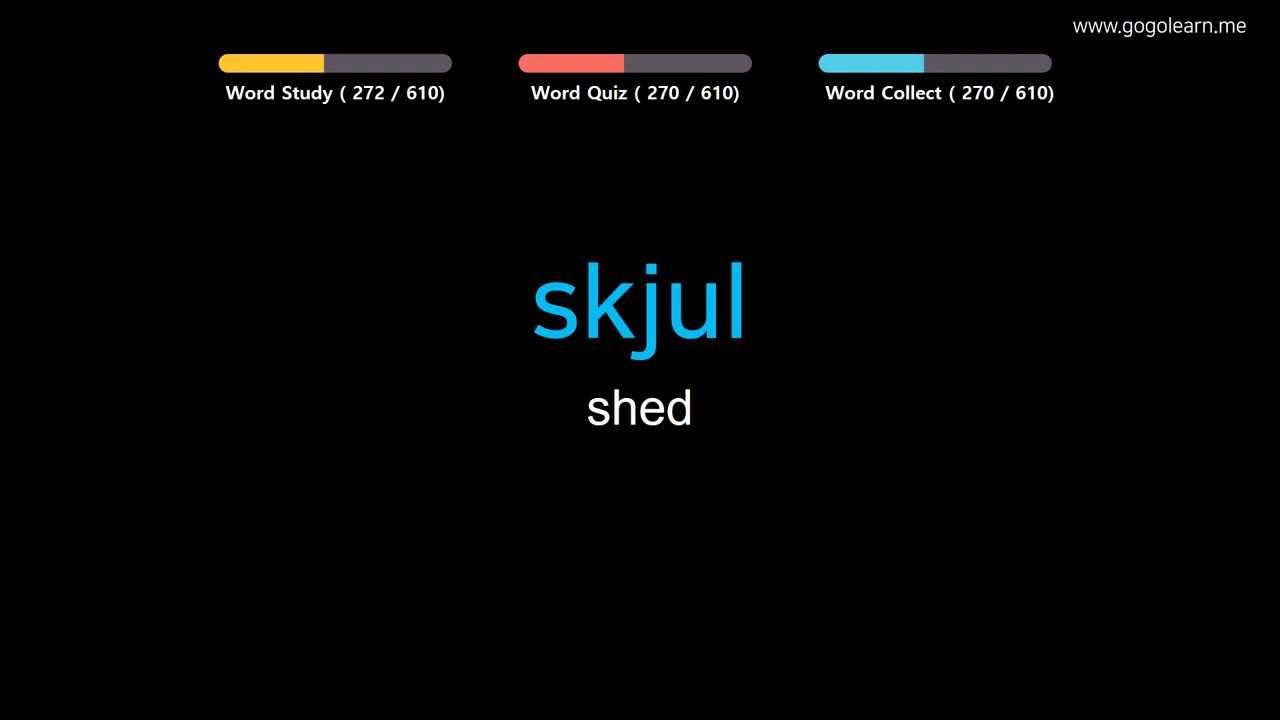 www.gogolearn.me
Word Study ( 272 / 610)
Word Quiz ( 270 / 610)
Word Collect ( 270 / 610)
skjul
shed